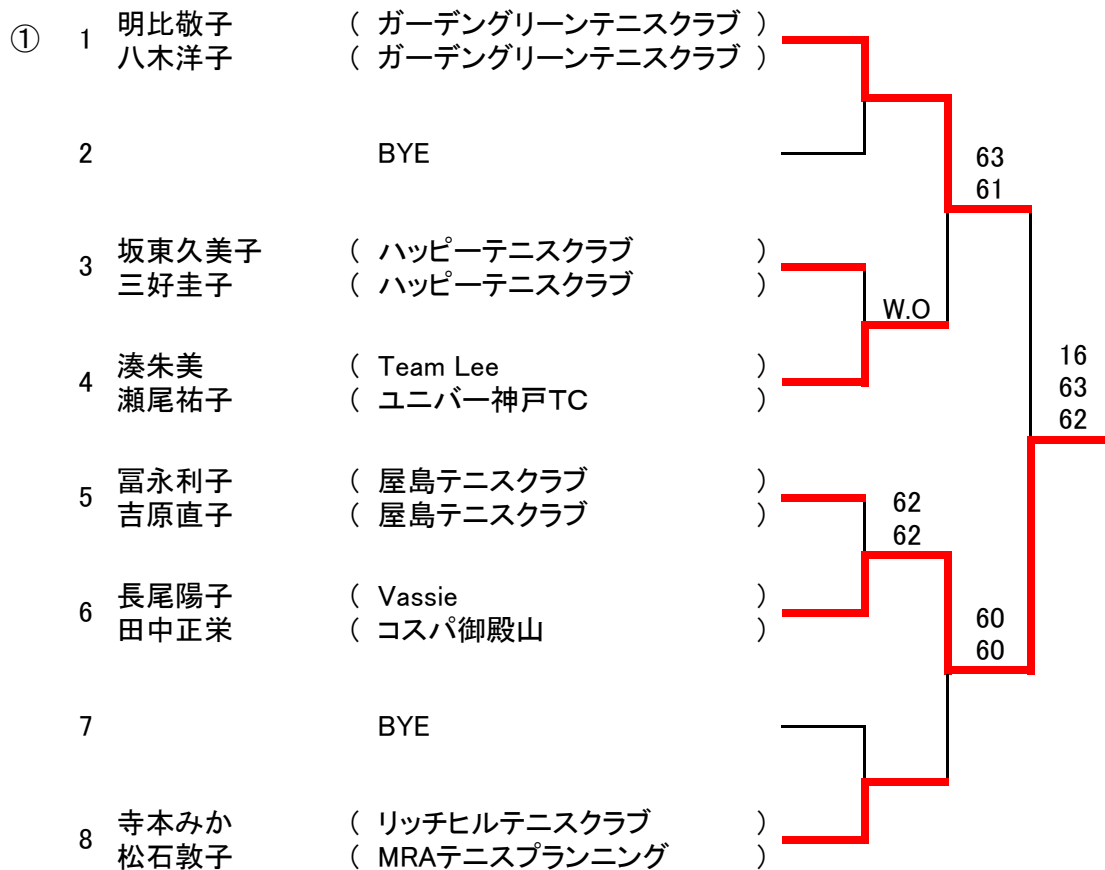 ① 1 明比敬子 ( ガーデングリーンテニスクラブ )
八木洋子 ( ガーデングリーンテニスクラブ )
2 BYE
63
61
3 坂東久美子 ( ハッピーテニスクラブ )
三好圭子 ( ハッピーテニスクラブ )
W.O
4 湊朱美 ( Team Lee )
瀬尾祐子 ( ユニバー神戸TC )
16
63
62
5 冨永利子 ( 屋島テニスクラブ )
吉原直子 ( 屋島テニスクラブ )
62
62
6 長尾陽子 ( Vassie )
田中正栄 ( コスパ御殿山 )
60
60
7 BYE
8 寺本みか ( リッチヒルテニスクラブ )
松石敦子 ( MRAテニスプランニング )